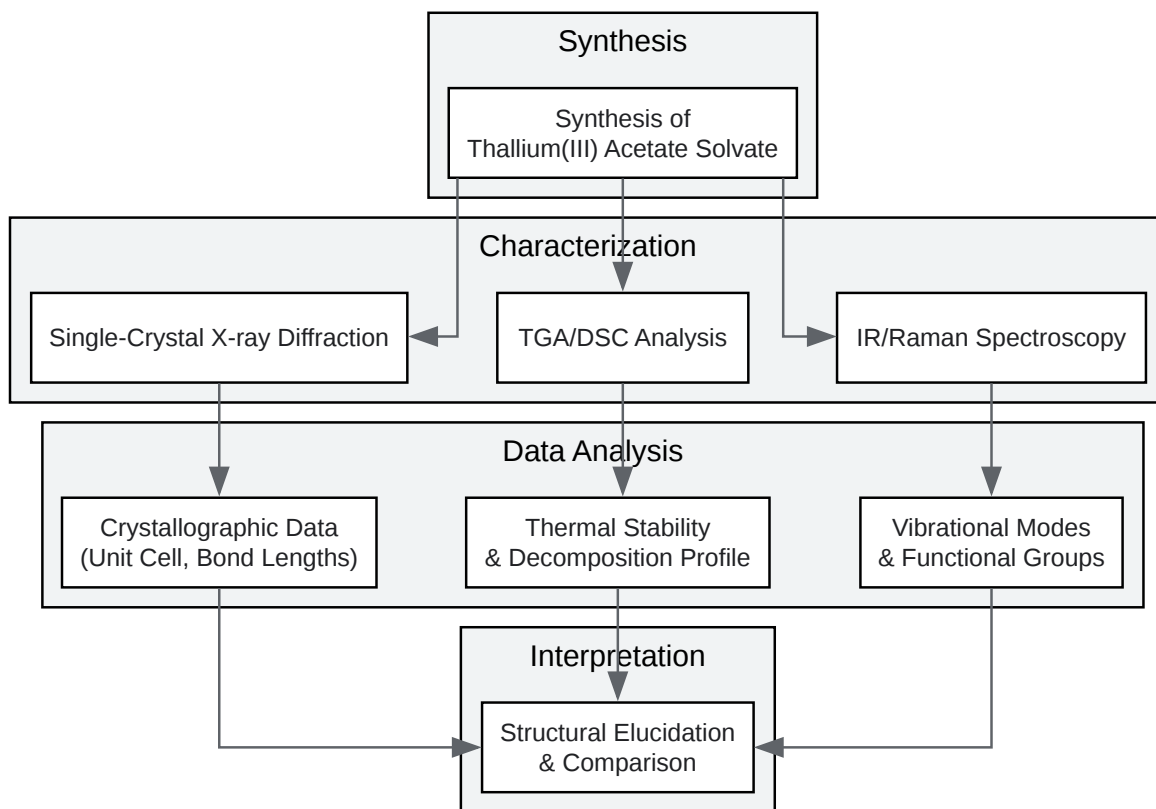 Synthesis
Synthesis of
Thallium(III) Acetate Solvate
Characterization
Single-Crystal X-ray Diffraction
TGA/DSC Analysis
IR/Raman Spectroscopy
Data Analysis
Crystallographic Data
(Unit Cell, Bond Lengths)
Thermal Stability
& Decomposition Profile
Vibrational Modes
& Functional Groups
Interpretation
Structural Elucidation
& Comparison